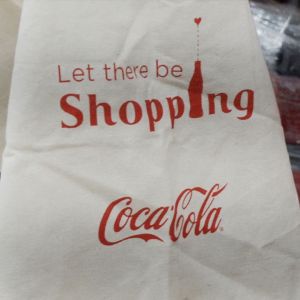 Let there be
Shopping
Coca-Cola